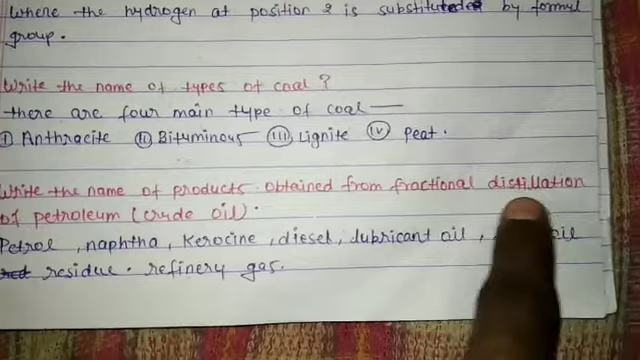 where the hydrogen at position 2 is substituted by formyl
group.
Write the name of types of coal ?
there are four main type of coal —
(i) Anthracite (ii) Bituminous (iii) Lignite (iv) peat.
Write the name of products obtained from fractional distillation
of petroleum (crude oil).
Petrol, naphtha, kerocine, diesel, lubricant oil, oil
residue. refinery gas.